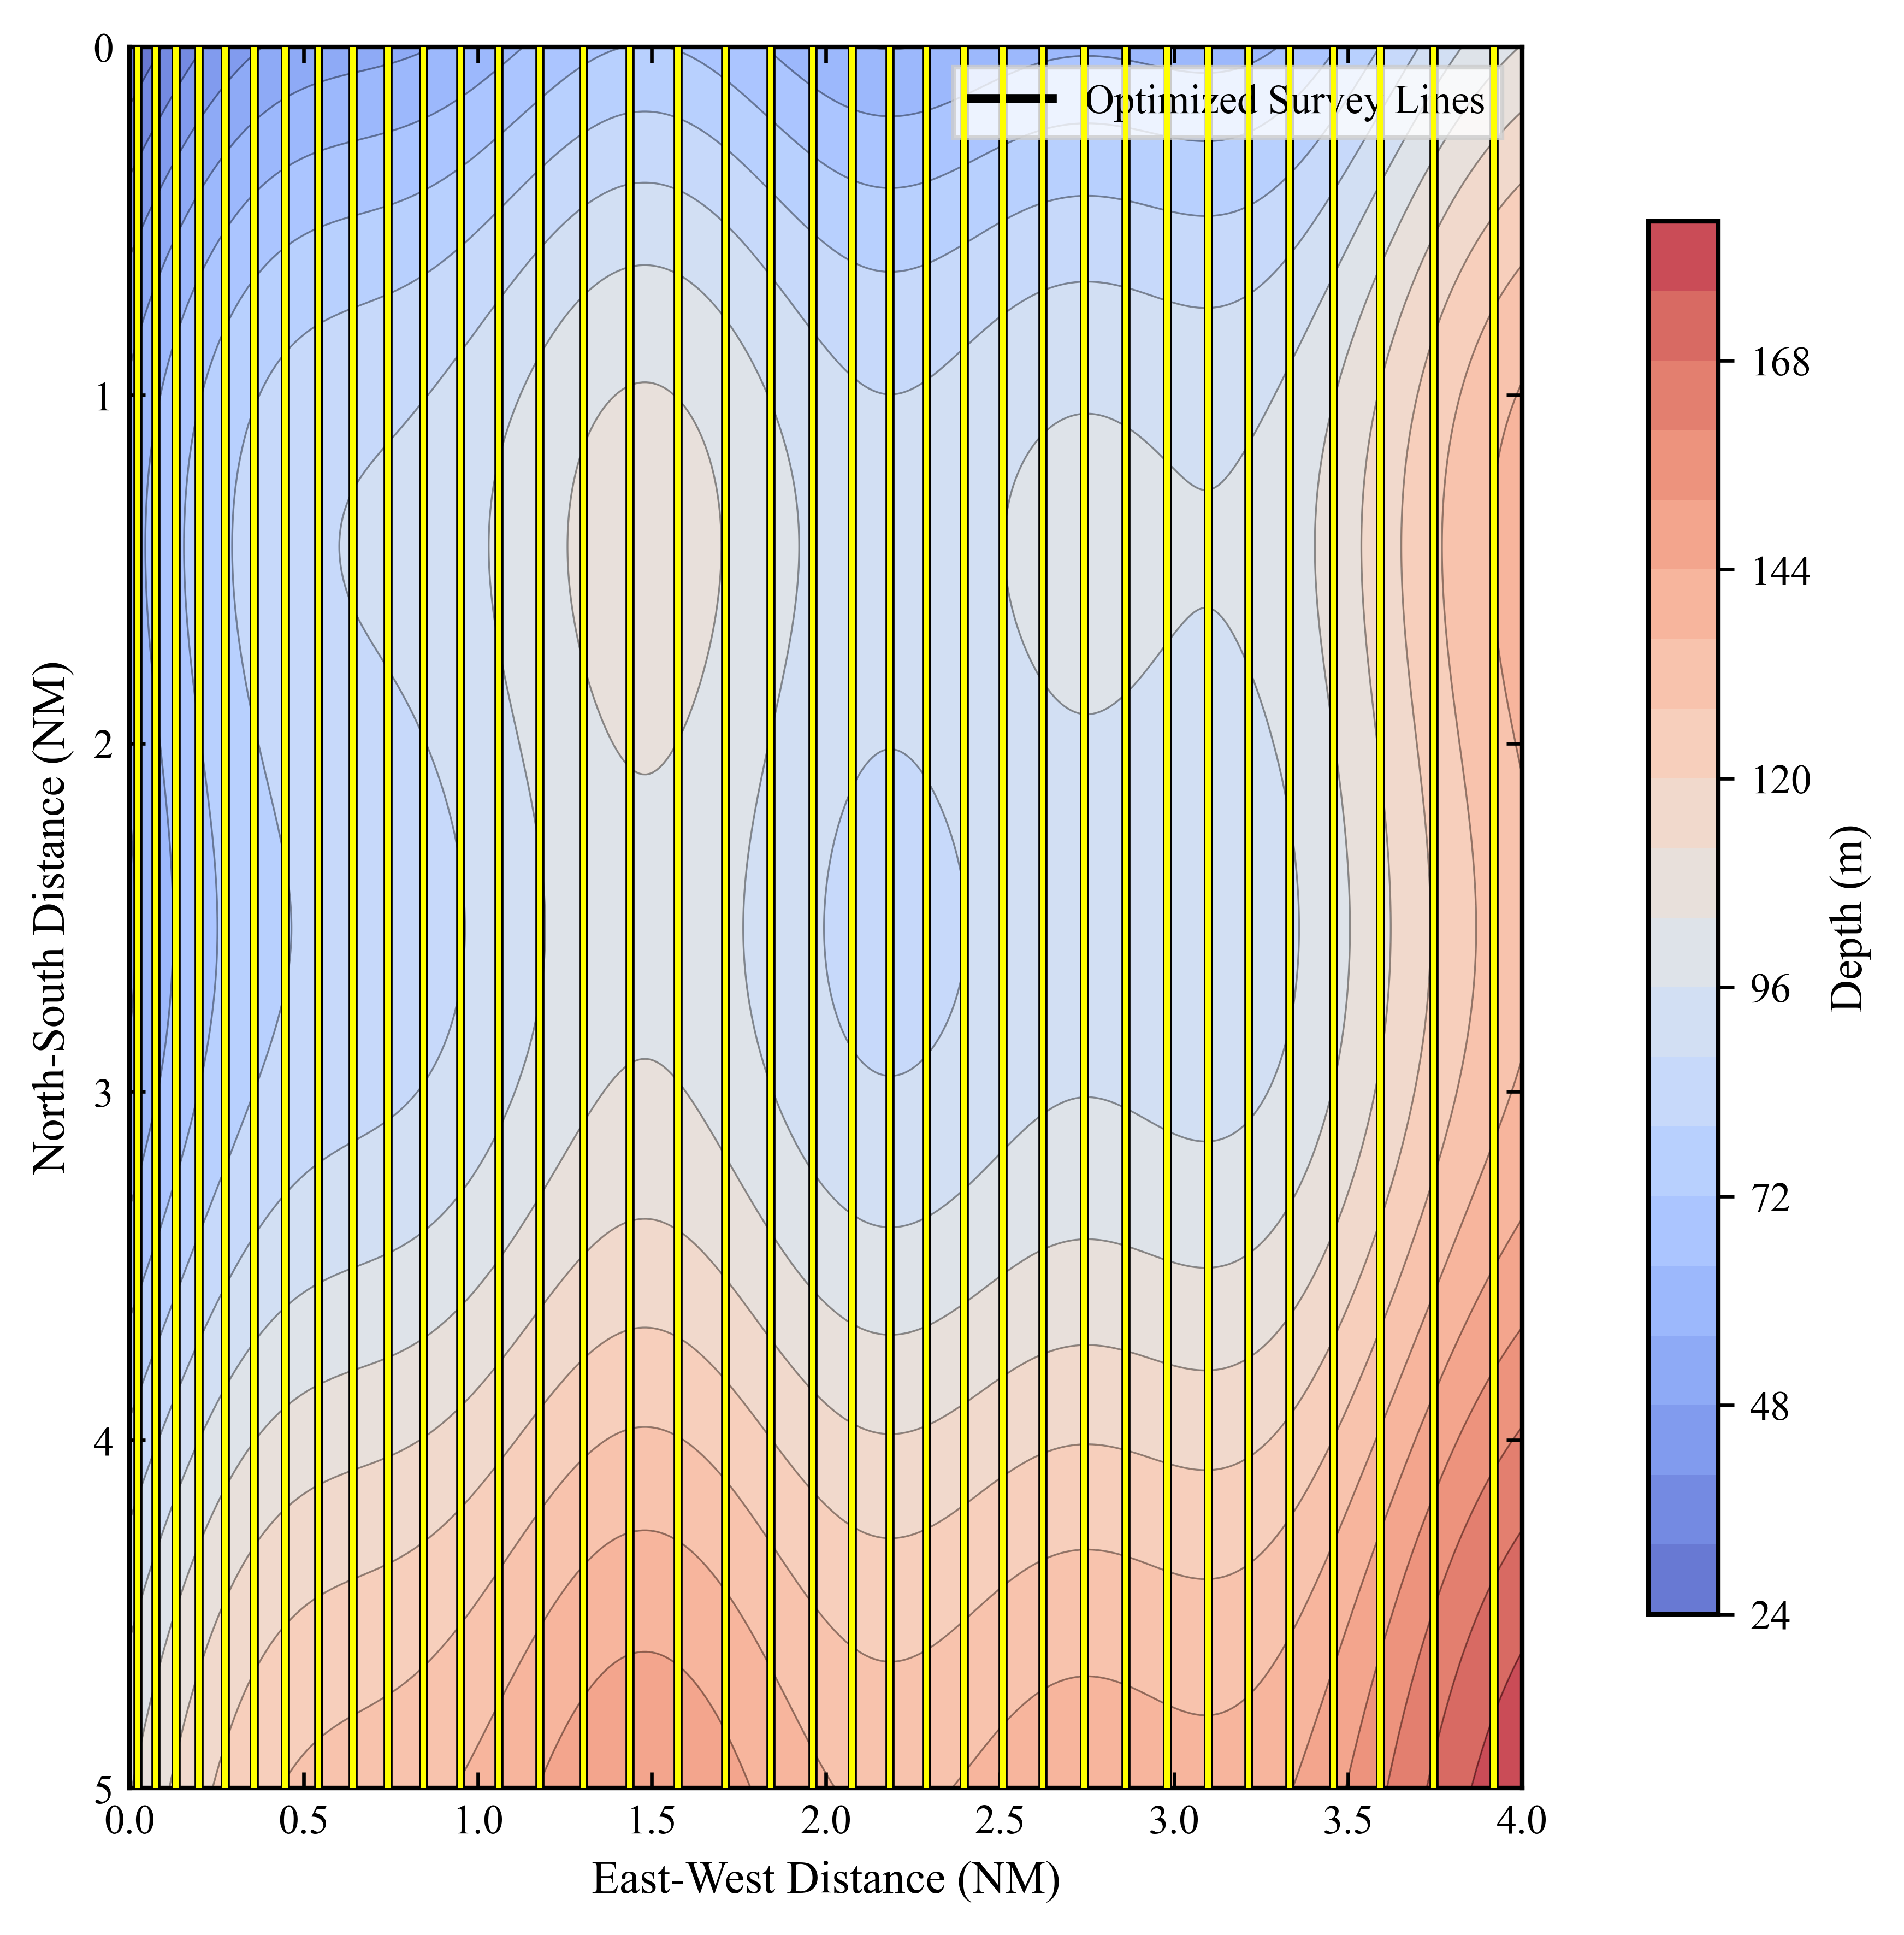 Optimized Survey Lines
0
1
2
3
4
5
North-South Distance (NM)
0.0 0.5 1.0 1.5 2.0 2.5 3.0 3.5 4.0
East-West Distance (NM)
168
144
120
96
72
48
24
Depth (m)